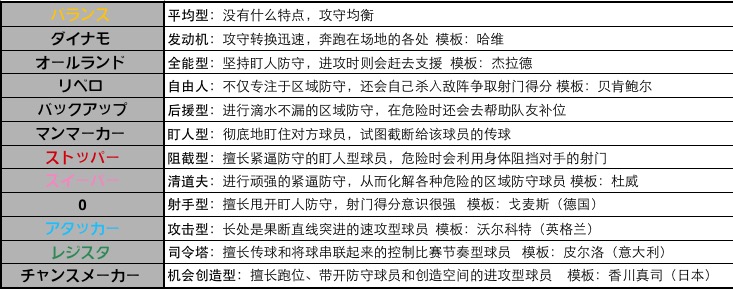 バランス 平均型：没有什么特点，攻守均衡
ダイナモ 发动机：攻守转换迅速，奔跑在场地的各处 模板：哈维
オールランド 全能型：坚持盯人防守，进攻时则会赶去支援 模板：杰拉德
リベロ 自由人：不仅专注于区域防守，还会自己杀入敌阵争取射门得分 模板：贝肯鲍尔
バックアップ 后援型：进行滴水不漏的区域防守，在危险时还会去帮助队友补位
マンマーカー 盯人型：彻底地盯住对方球员，试图截断给该球员的传球
ストッパー 阻截型：擅长紧逼防守的盯人型球员，危险时会利用身体阻挡对手的射门
スイーパー 清道夫：进行顽强的紧逼防守，从而化解各种危险的区域防守球员 模板：杜威
0 射手型：擅长甩开盯人防守，射门得分意识很强 模板：戈麦斯（德国）
アタッカー 攻击型：长处是果断直线突进的速攻型球员 模板：沃尔科特（英格兰）
レジスタ 司令塔：擅长传球和将球串联起来的控制比赛节奏型球员 模板：皮尔洛（意大利）
チャンスメーカー 机会创造型：擅长跑位、带开防守球员和创造空间的进攻型球员 模板：香川真司（日本）